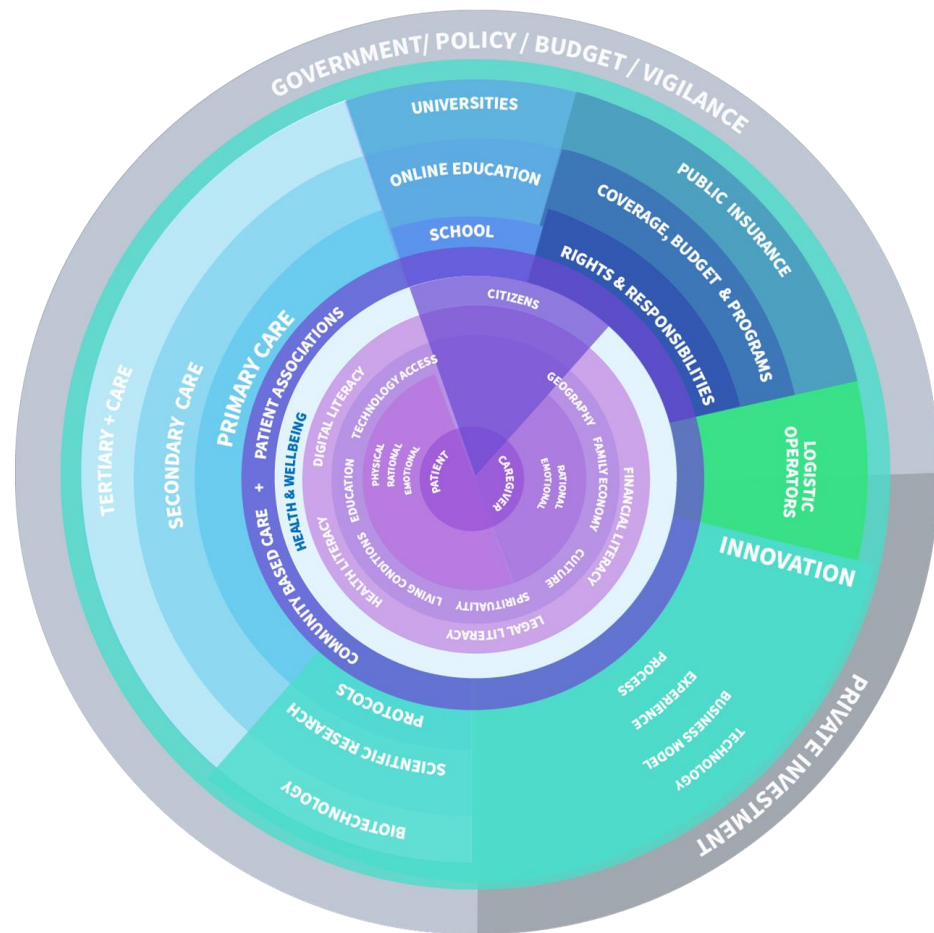 GOVERNMENT/ POLICY / BUDGET / VIGILANCE
UNIVERSITIES
ONLINE EDUCATION
SCHOOL
PUBLIC INSURANCE
COVERAGE, BUDGET & PROGRAMS
RIGHTS & RESPONSIBILITIES
TERTIARY + CARE
SECONDARY CARE
PRIMARY CARE
COMMUNITY BASED CARE + PATIENT ASSOCIATIONS
HEALTH & WELLBEING
CITIZENS
DIGITAL LITERACY
HEALTH LITERACY
LEGAL LITERACY
FINANCIAL LITERACY
TECHNOLOGY ACCESS
EDUCATION
LIVING CONDITIONS
SPIRITUALITY
CULTURE
FAMILY ECONOMY
GEOGRAPHY
PHYSICAL
RATIONAL
EMOTIONAL
PATIENT
CAREGIVER
EMOTIONAL
RATIONAL
LOGISTIC
OPERATORS
INNOVATION
PROCESS
EXPERIENCE
BUSINESS MODEL
TECHNOLOGY
PRIVATE INVESTMENT
PROTOCOLS
SCIENTIFIC RESEARCH
BIOTECHNOLOGY